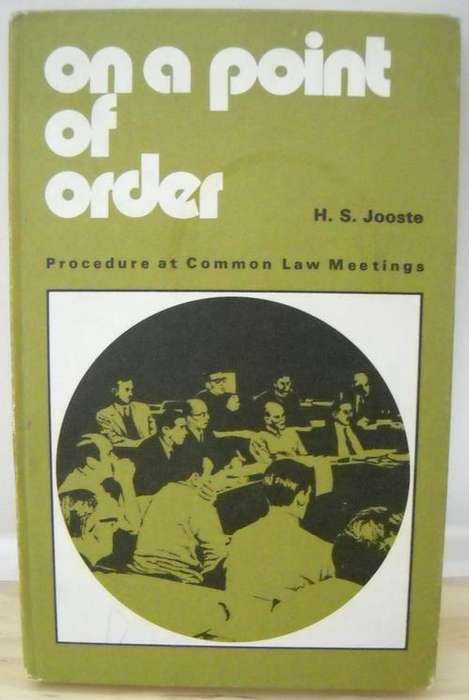 on a point
of
order
H. S. Jooste
Procedure at Common Law Meetings